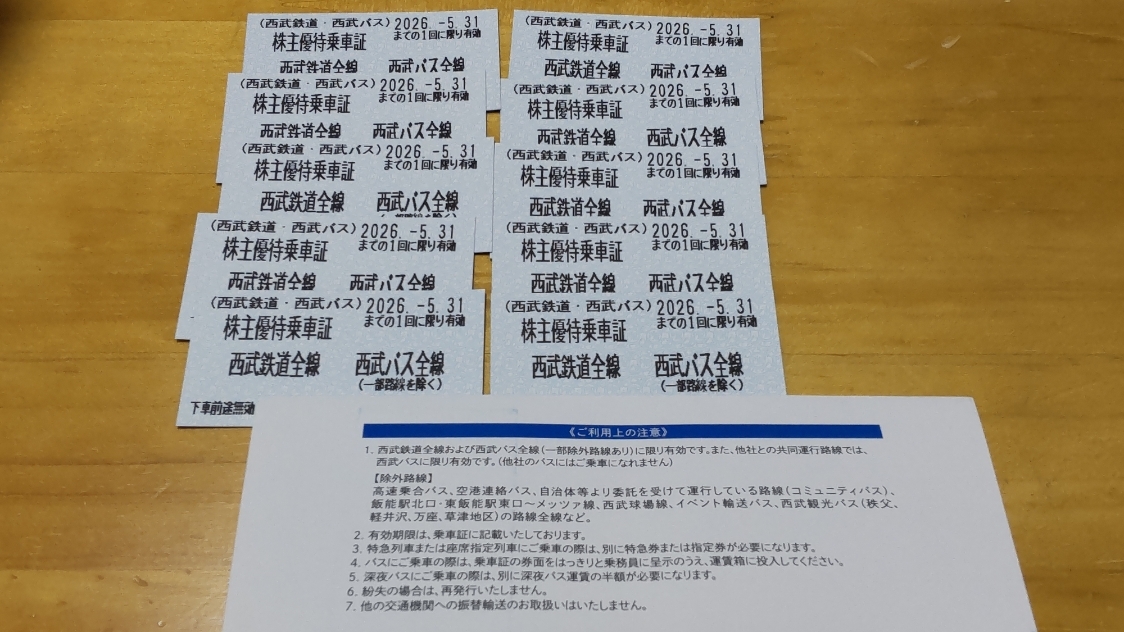 (西武鉄道・西武バス) 2026.-5.31
株主優待乗車証 までの1回に限り有効
西武鉄道全線 西武バス全線
(西武鉄道・西武バス) 2026.-5.31
株主優待乗車証 までの1回に限り有効
西武鉄道全線 西武バス全線
(西武鉄道・西武バス) 2026.-5.31
株主優待乗車証 までの1回に限り有効
西武鉄道全線 西武バス全線
(一部路線を除く)
(西武鉄道・西武バス) 2026.-5.31
株主優待乗車証 までの1回に限り有効
西武鉄道全線 西武バス全線
(西武鉄道・西武バス) 2026.-5.31
株主優待乗車証 までの1回に限り有効
西武鉄道全線 西武バス全線
(一部路線を除く)
下車前途無効
(西武鉄道・西武バス) 2026.-5.31
株主優待乗車証 までの1回に限り有効
西武鉄道全線 西武バス全線
(西武鉄道・西武バス) 2026.-5.31
株主優待乗車証 までの1回に限り有効
西武鉄道全線 西武バス全線
(西武鉄道・西武バス) 2026.-5.31
株主優待乗車証 までの1回に限り有効
西武鉄道全線 西武バス全線
(西武鉄道・西武バス) 2026.-5.31
株主優待乗車証 までの1回に限り有効
西武鉄道全線 西武バス全線
(西武鉄道・西武バス) 2026.-5.31
株主優待乗車証 までの1回に限り有効
西武鉄道全線 西武バス全線
(一部路線を除く)
《ご利用上の注意》
1. 西武鉄道全線および西武バス全線(一部除外路線あり)に限り有効です。また、他社との共同運行路線では、
西武バスに限り有効です。(他社のバスにはご乗車になれません)
【除外路線】
高速乗合バス、空港連絡バス、自治体等より委託を受けて運行している路線(コミュニティバス)、
飯能駅北口・東飯能駅東口〜メッツァ線、西武球場線、イベント輸送バス、西武観光バス(秩父、
軽井沢、万座、草津地区)の路線全線など。
2. 有効期限は、乗車証に記載いたしております。
3. 特急列車または座席指定列車にご乗車の際は、別に特急券または指定券が必要になります。
4. バスにご乗車の際は、乗車証の券面をはっきりと乗務員に呈示のうえ、運賃箱に投入してください。
5. 深夜バスにご乗車の際は、別に深夜バス運賃の半額が必要になります。
6. 紛失の場合は、再発行いたしません。
7. 他の交通機関への振替輸送のお取扱いはいたしません。